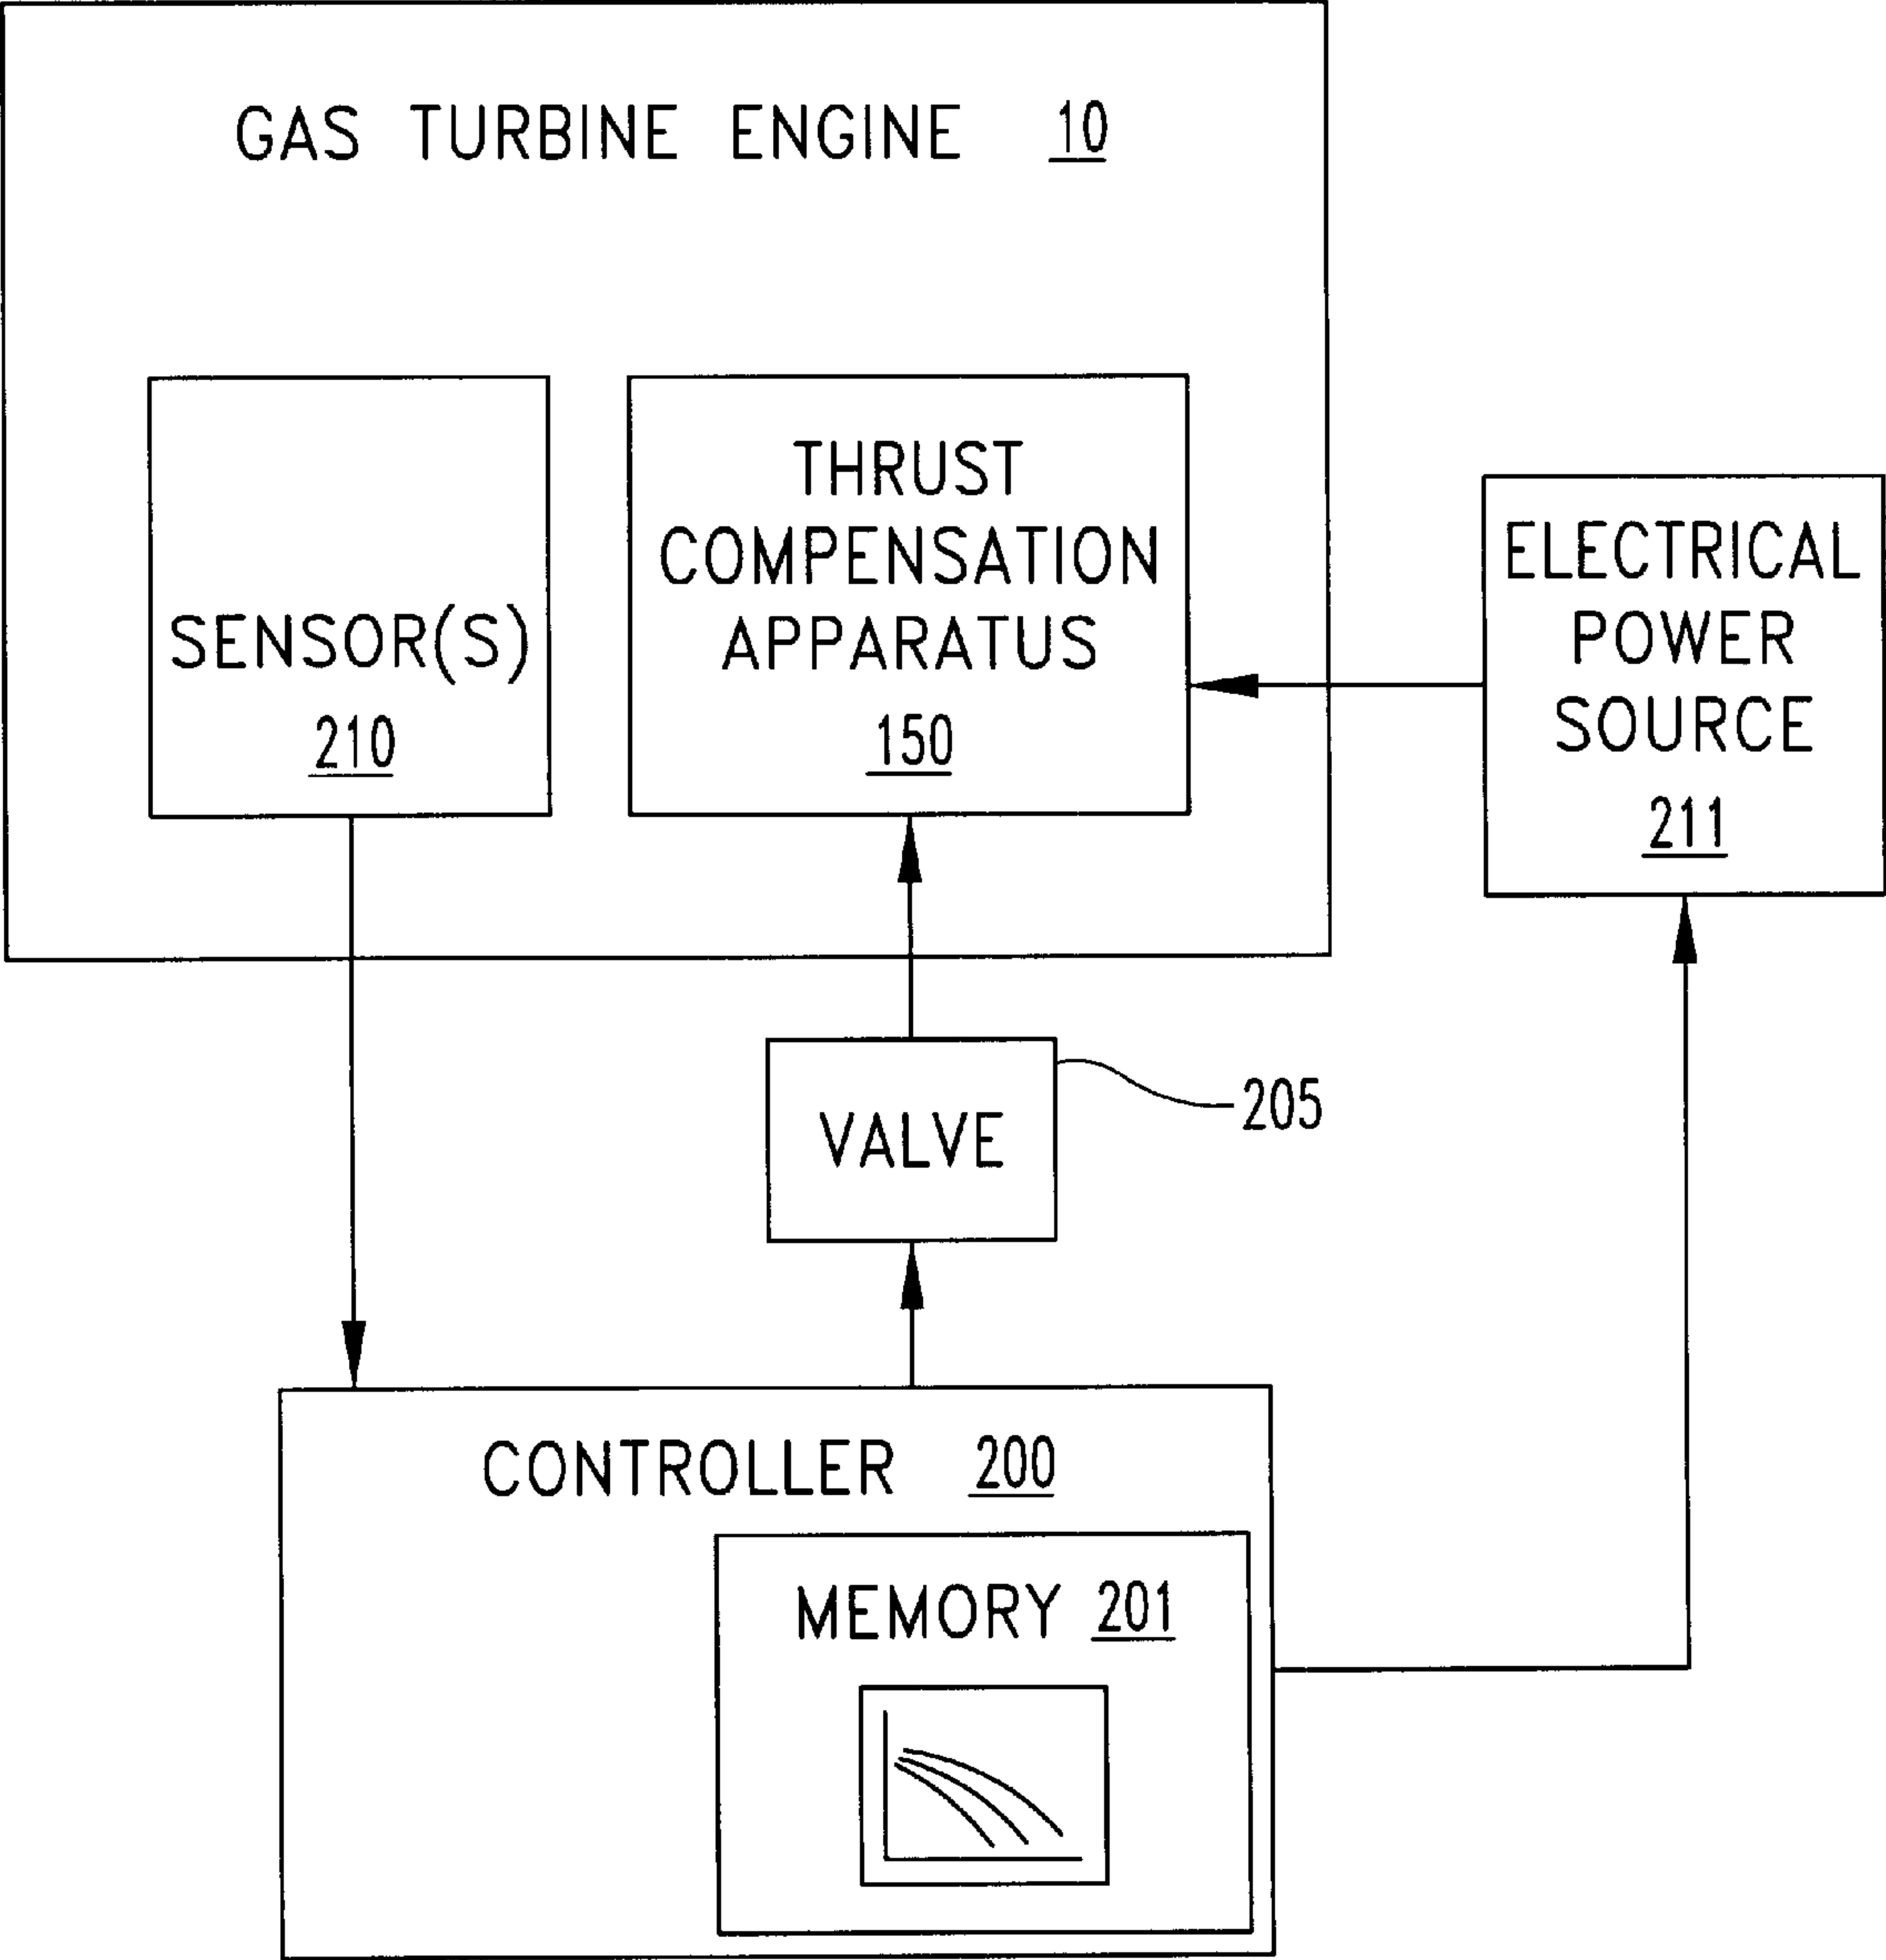 GAS TURBINE ENGINE 10
SENSOR(S)
210
THRUST
COMPENSATION
APPARATUS
150
ELECTRICAL
POWER
SOURCE
211
VALVE
205
CONTROLLER 200
MEMORY 201